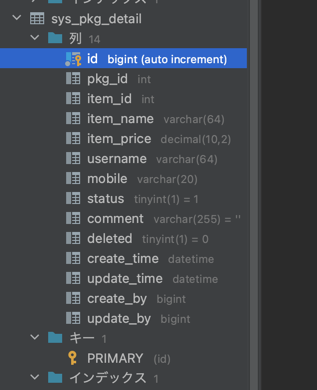 インデックス 1
sys_pkg_detail
列 14
id bigint (auto increment)
pkg_id int
item_id int
item_name varchar(64)
item_price decimal(10,2)
username varchar(64)
mobile varchar(20)
status tinyint(1) = 1
comment varchar(255) = ''
deleted tinyint(1) = 0
create_time datetime
update_time datetime
create_by bigint
update_by bigint
キー 1
PRIMARY (id)
インデックス 1